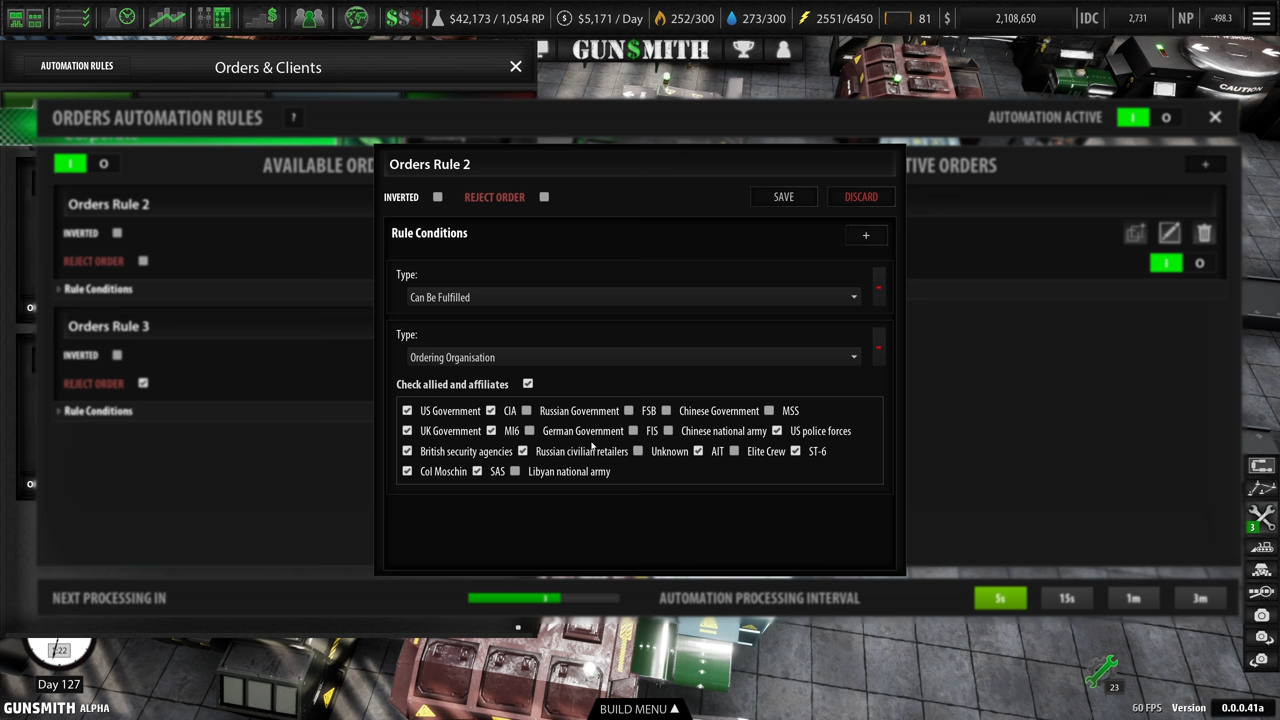 $42,173 / 1,054 RP
$5,171 / Day
252/300
273/300
2551/6450
81
$
2,108,650
IDC
2,731
NP
-498.3
AUTOMATION RULES
Orders & Clients
GUN$MITH
CAUTION
ORDERS AUTOMATION RULES
?
AUTOMATION ACTIVE
I O
I O
AVAILABLE ORD
TIVE ORDERS
+
Orders Rule 2
INVERTED
REJECT ORDER
Rule Conditions
Orders Rule 3
INVERTED
REJECT ORDER
Rule Conditions
I O
Orders Rule 2
INVERTED
REJECT ORDER
SAVE
DISCARD
Rule Conditions
+
Type:
Can Be Fulfilled
-
Type:
Ordering Organisation
-
Check allied and affiliates
US Government CIA Russian Government FSB Chinese Government MSS
UK Government MI6 German Government FIS Chinese national army US police forces
British security agencies Russian civilian retailers Unknown AIT Elite Crew ST-6
Col Moschin SAS Libyan national army
NEXT PROCESSING IN
3
AUTOMATION PROCESSING INTERVAL
5s
15s
1m
3m
3
:22
Day 127
GUNSMITH ALPHA
BUILD MENU
23
60 FPS
Version
0.0.0.41a